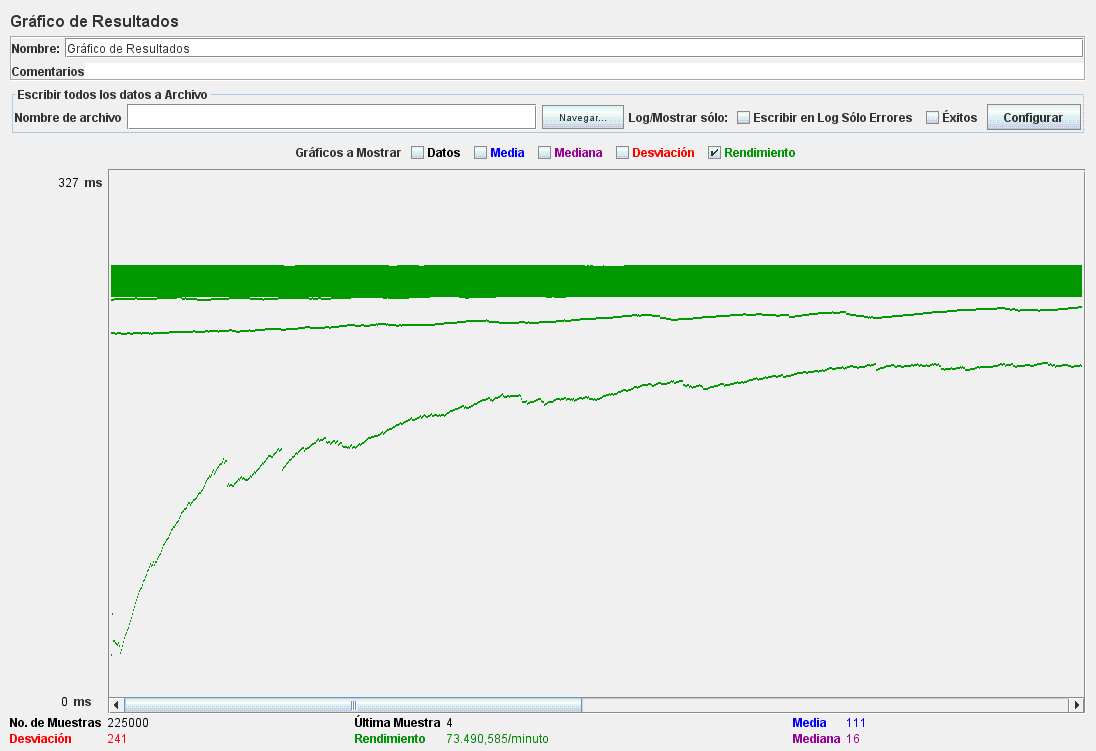 Gráfico de Resultados
Nombre: Gráfico de Resultados
Comentarios
Escribir todos los datos a Archivo
Nombre de archivo Navegar... Log/Mostrar sólo: Escribir en Log Sólo Errores Éxitos Configurar
Gráficos a Mostrar Datos Media Mediana Desviación Rendimiento
327 ms
0 ms
No. de Muestras 225000 Última Muestra 4 Media 111
Desviación 241 Rendimiento 73.490,585/minuto Mediana 16